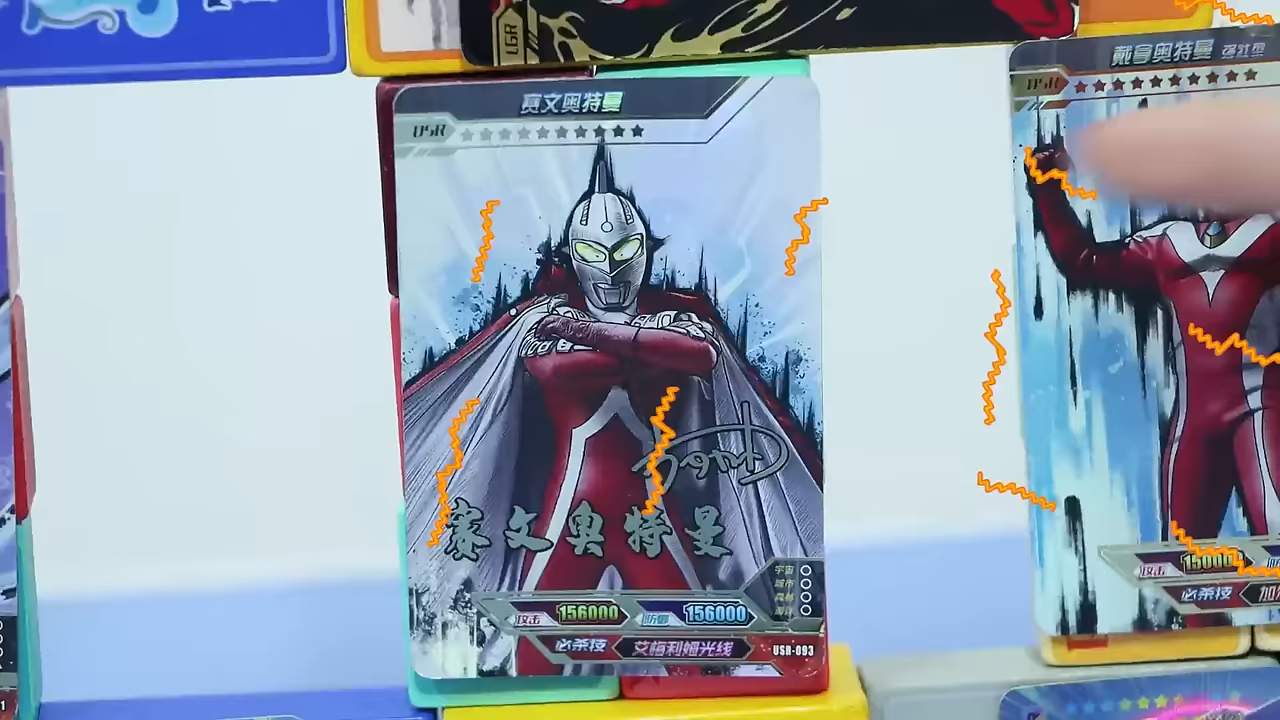 LGR
赛文奥特曼
USR
赛文奥特曼
宇宙
城市
森林
海洋
攻击 156000 防御 156000
必杀技 艾梅利姆光线
USR-093
戴拿奥特曼 强壮型
USR
攻击 15000
必杀技